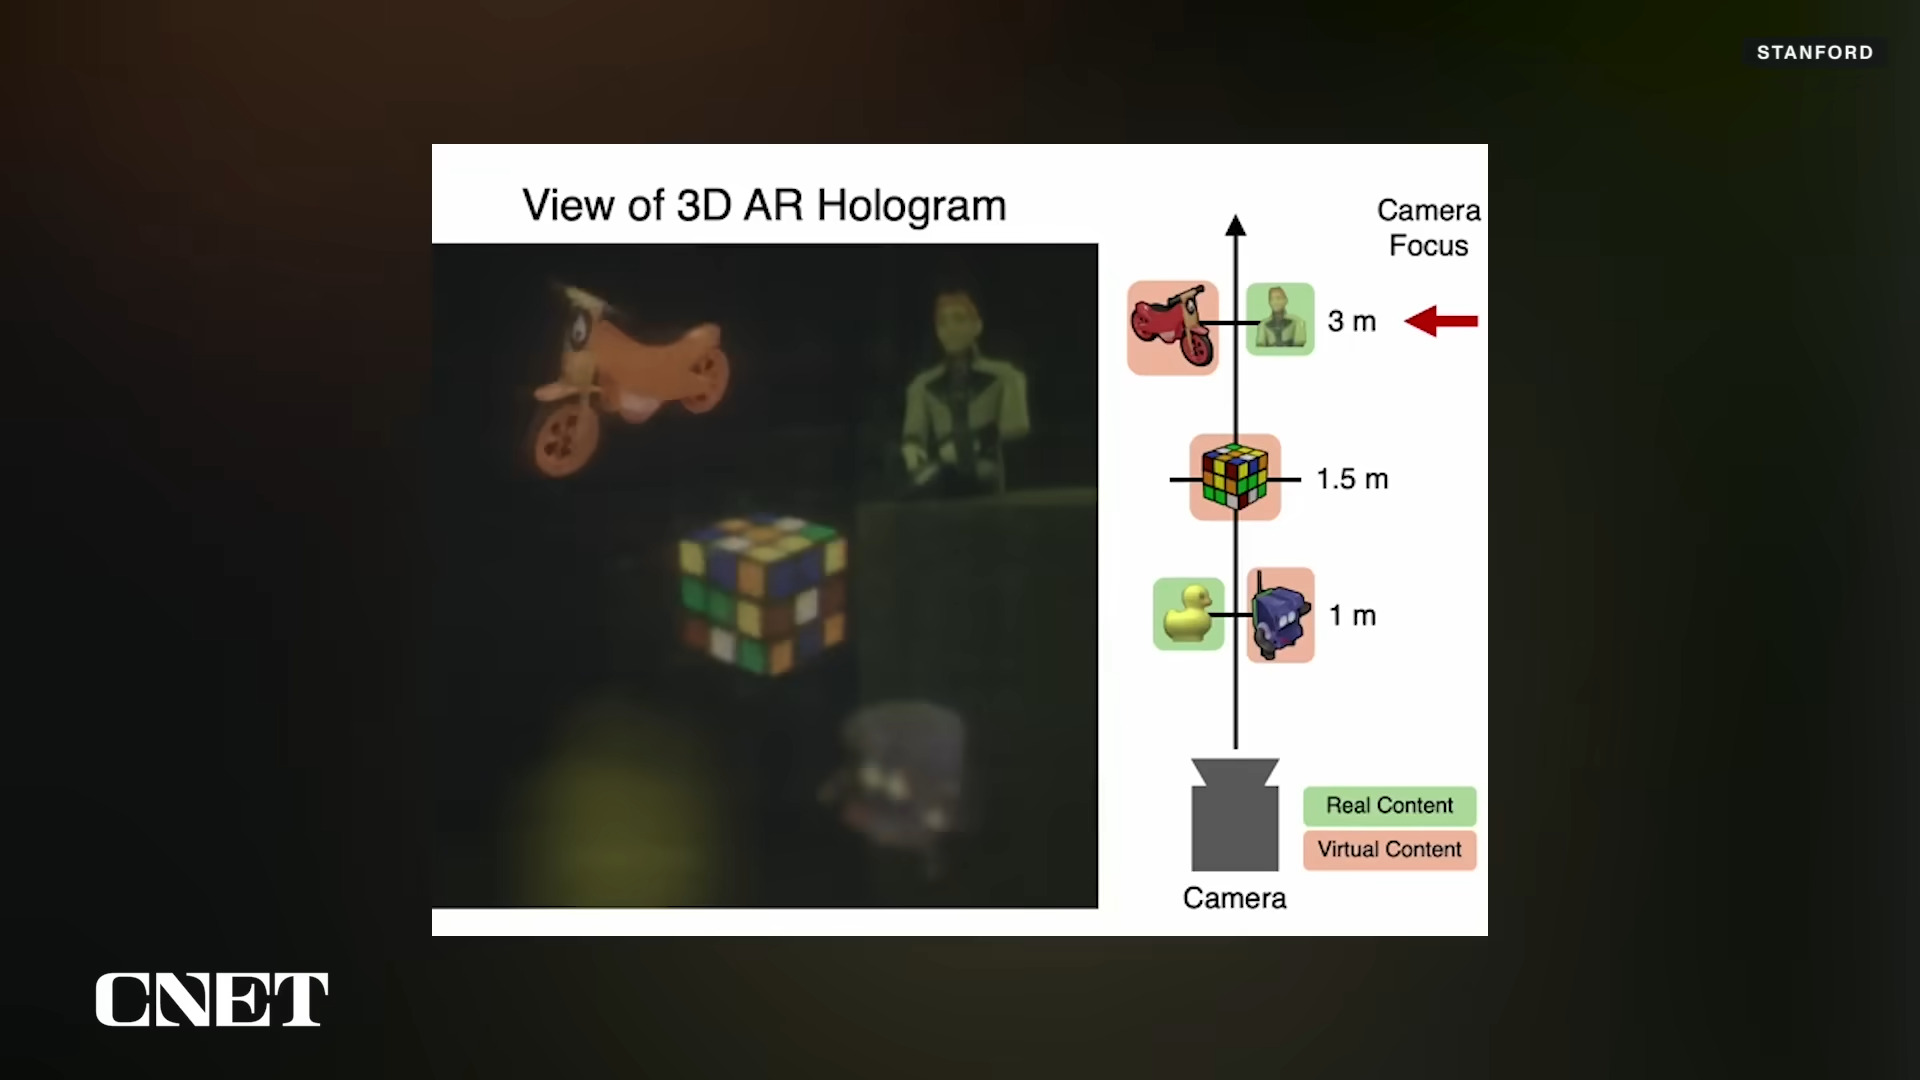 STANFORD
View of 3D AR Hologram
Camera
Focus
3 m
1.5 m
1 m
Real Content
Virtual Content
Camera
CNET